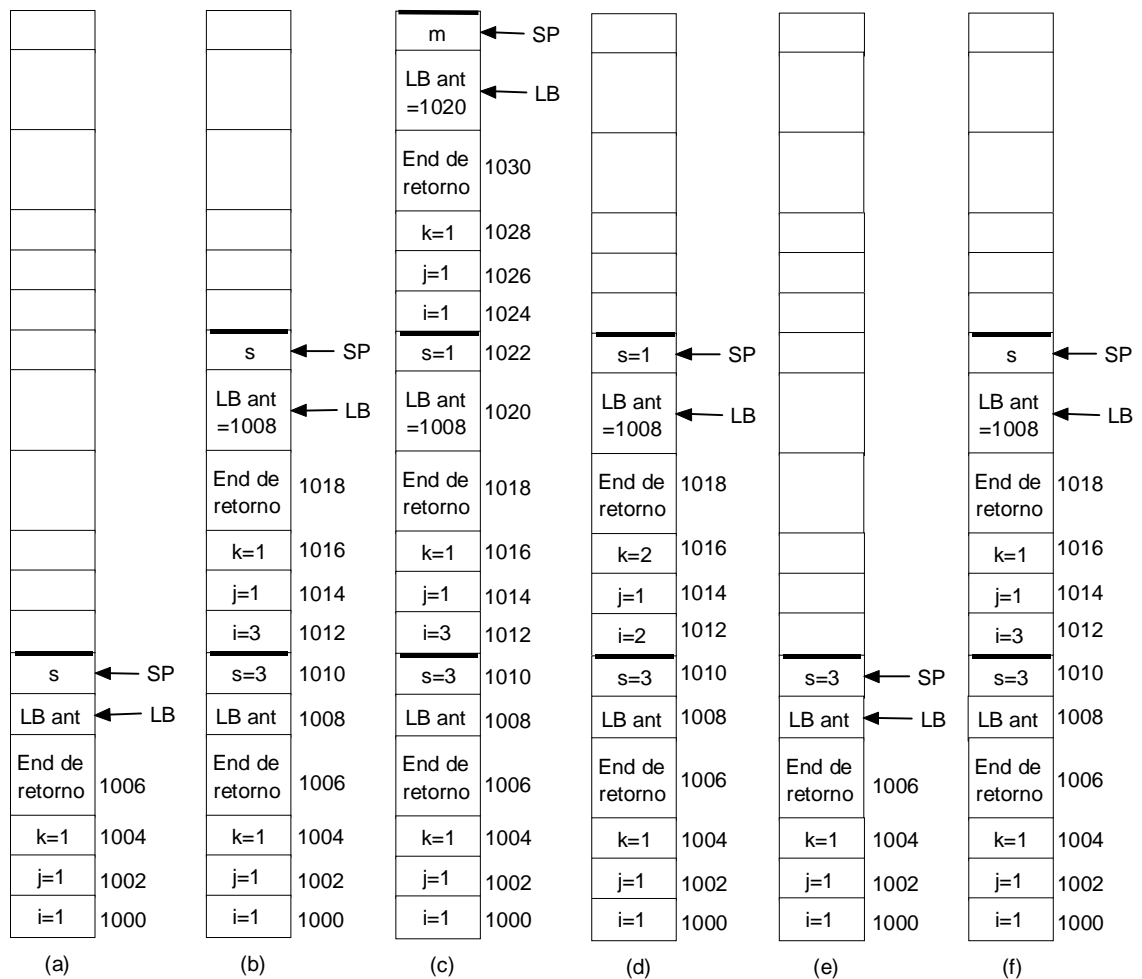 m
SP
LB ant
=1020
LB
End de
retorno
1030
k=1
1028
j=1
1026
i=1
1024
s
SP
s=1
1022
s=1
SP
s
SP
LB ant
=1008
LB
LB ant
=1008
1020
LB ant
=1008
LB
LB ant
=1008
LB
End de
retorno
1018
End de
retorno
1018
End de
retorno
1018
End de
retorno
1018
k=1
1016
k=1
1016
k=2
1016
k=1
1016
j=1
1014
j=1
1014
j=1
1014
j=1
1014
i=3
1012
i=3
1012
i=2
1012
i=3
1012
s
SP
s=3
1010
s=3
1010
s=3
1010
s=3
SP
s=3
1010
LB ant
LB
LB ant
1008
LB ant
1008
LB ant
1008
LB ant
LB
LB ant
1008
End de
retorno
1006
End de
retorno
1006
End de
retorno
1006
End de
retorno
1006
End de
retorno
1006
End de
retorno
1006
k=1
1004
k=1
1004
k=1
1004
k=1
1004
k=1
1004
k=1
1004
j=1
1002
j=1
1002
j=1
1002
j=1
1002
j=1
1002
j=1
1002
i=1
1000
i=1
1000
i=1
1000
i=1
1000
i=1
1000
i=1
1000
(a)
(b)
(c)
(d)
(e)
(f)